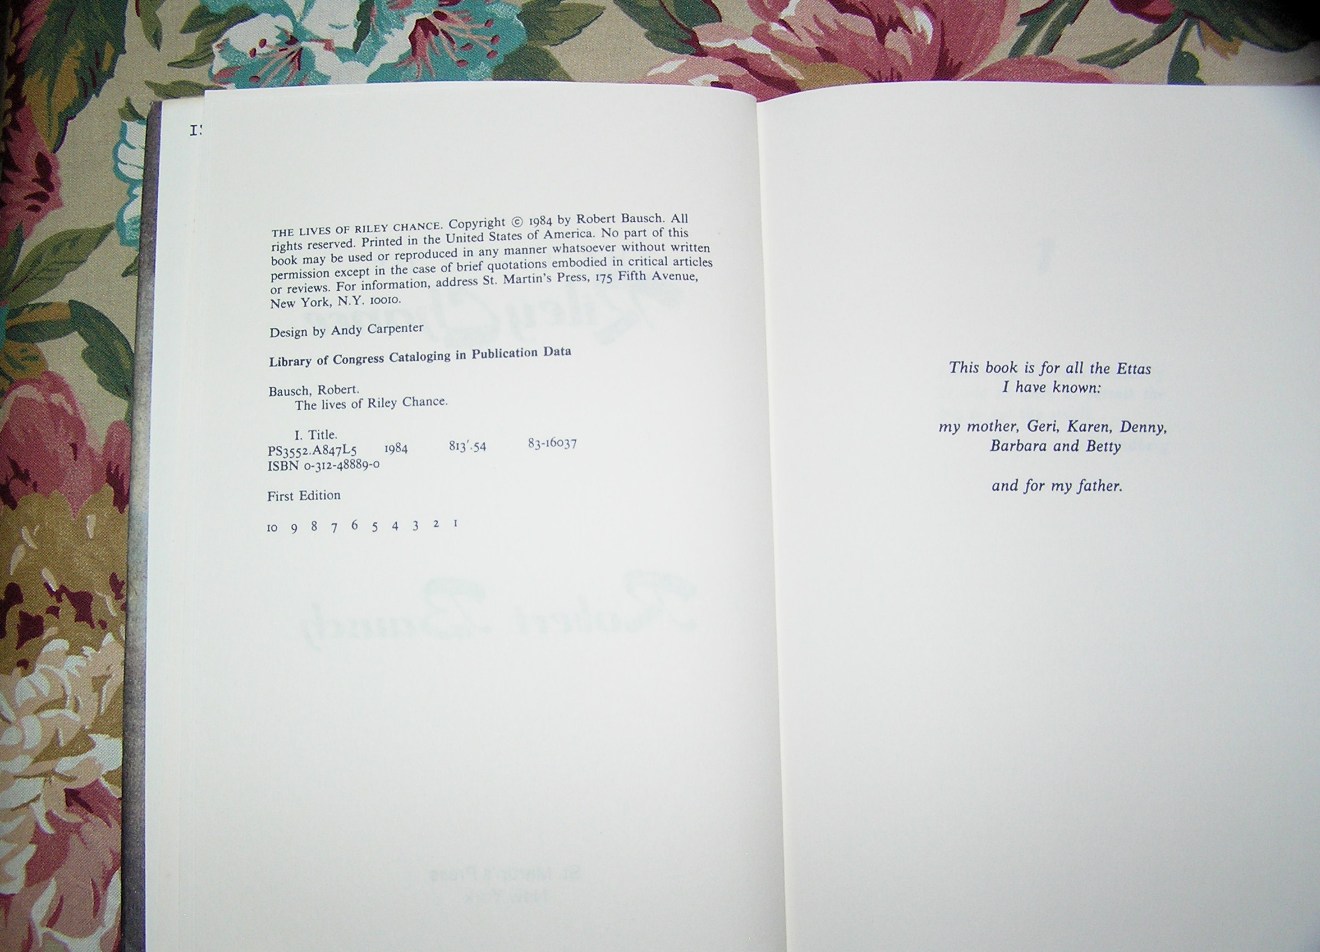 THE LIVES OF RILEY CHANCE. Copyright © 1984 by Robert Bausch. All
rights reserved. Printed in the United States of America. No part of this
book may be used or reproduced in any manner whatsoever without written
permission except in the case of brief quotations embodied in critical articles
or reviews. For information, address St. Martin's Press, 175 Fifth Avenue,
New York, N.Y. 10010.
Design by Andy Carpenter
Library of Congress Cataloging in Publication Data
Bausch, Robert.
The lives of Riley Chance.
I. Title.
PS3552.A847L5 1984 813'.54 83-16037
ISBN 0-312-48889-0
First Edition
10 9 8 7 6 5 4 3 2 1
This book is for all the Ettas
I have known:
my mother, Geri, Karen, Denny,
Barbara and Betty
and for my father.